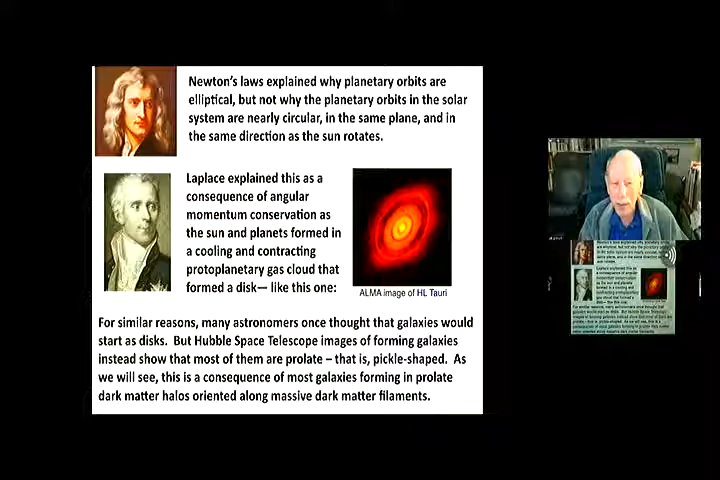 Newton's laws explained why planetary orbits are
elliptical, but not why the planetary orbits in the solar
system are nearly circular, in the same plane, and in
the same direction as the sun rotates.
Laplace explained this as a
consequence of angular
momentum conservation as
the sun and planets formed in
a cooling and contracting
protoplanetary gas cloud that
formed a disk— like this one:
ALMA image of HL Tauri
For similar reasons, many astronomers once thought that galaxies would
start as disks.  But Hubble Space Telescope images of forming galaxies
instead show that most of them are prolate – that is, pickle-shaped.  As
we will see, this is a consequence of most galaxies forming in prolate
dark matter halos oriented along massive dark matter filaments.